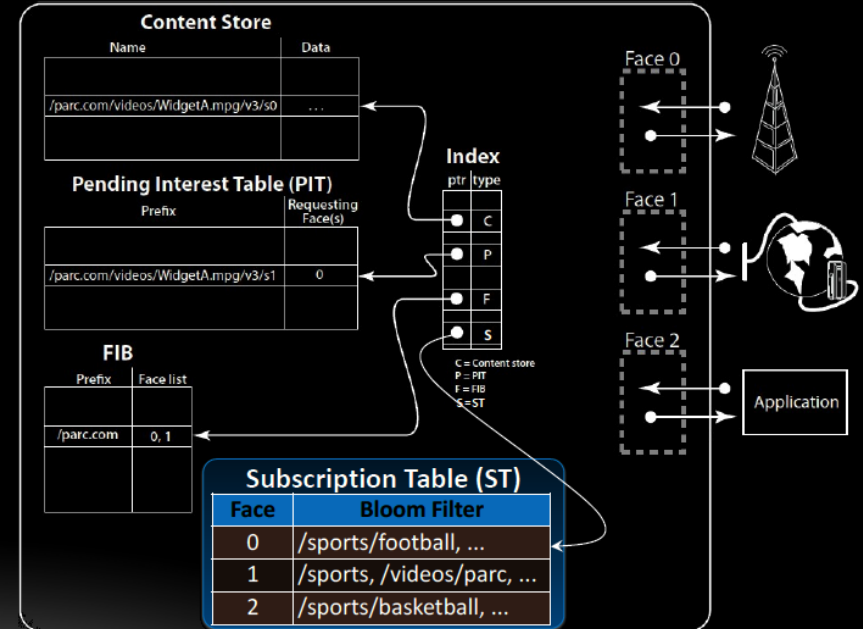 Content Store
Name Data
/parc.com/videos/WidgetA.mpg/v3/s0 ...
Pending Interest Table (PIT)
Prefix Requesting
Face(s)
/parc.com/videos/WidgetA.mpg/v3/s1 0
FIB
Prefix Face list
/parc.com 0, 1
Index
ptr type
C
P
F
S
C = Content store
P = PIT
F = FIB
S=ST
Subscription Table (ST)
Face Bloom Filter
0 /sports/football, ...
1 /sports, /videos/parc, ...
2 /sports/basketball, ...
Face 0
Face 1
Face 2
Application